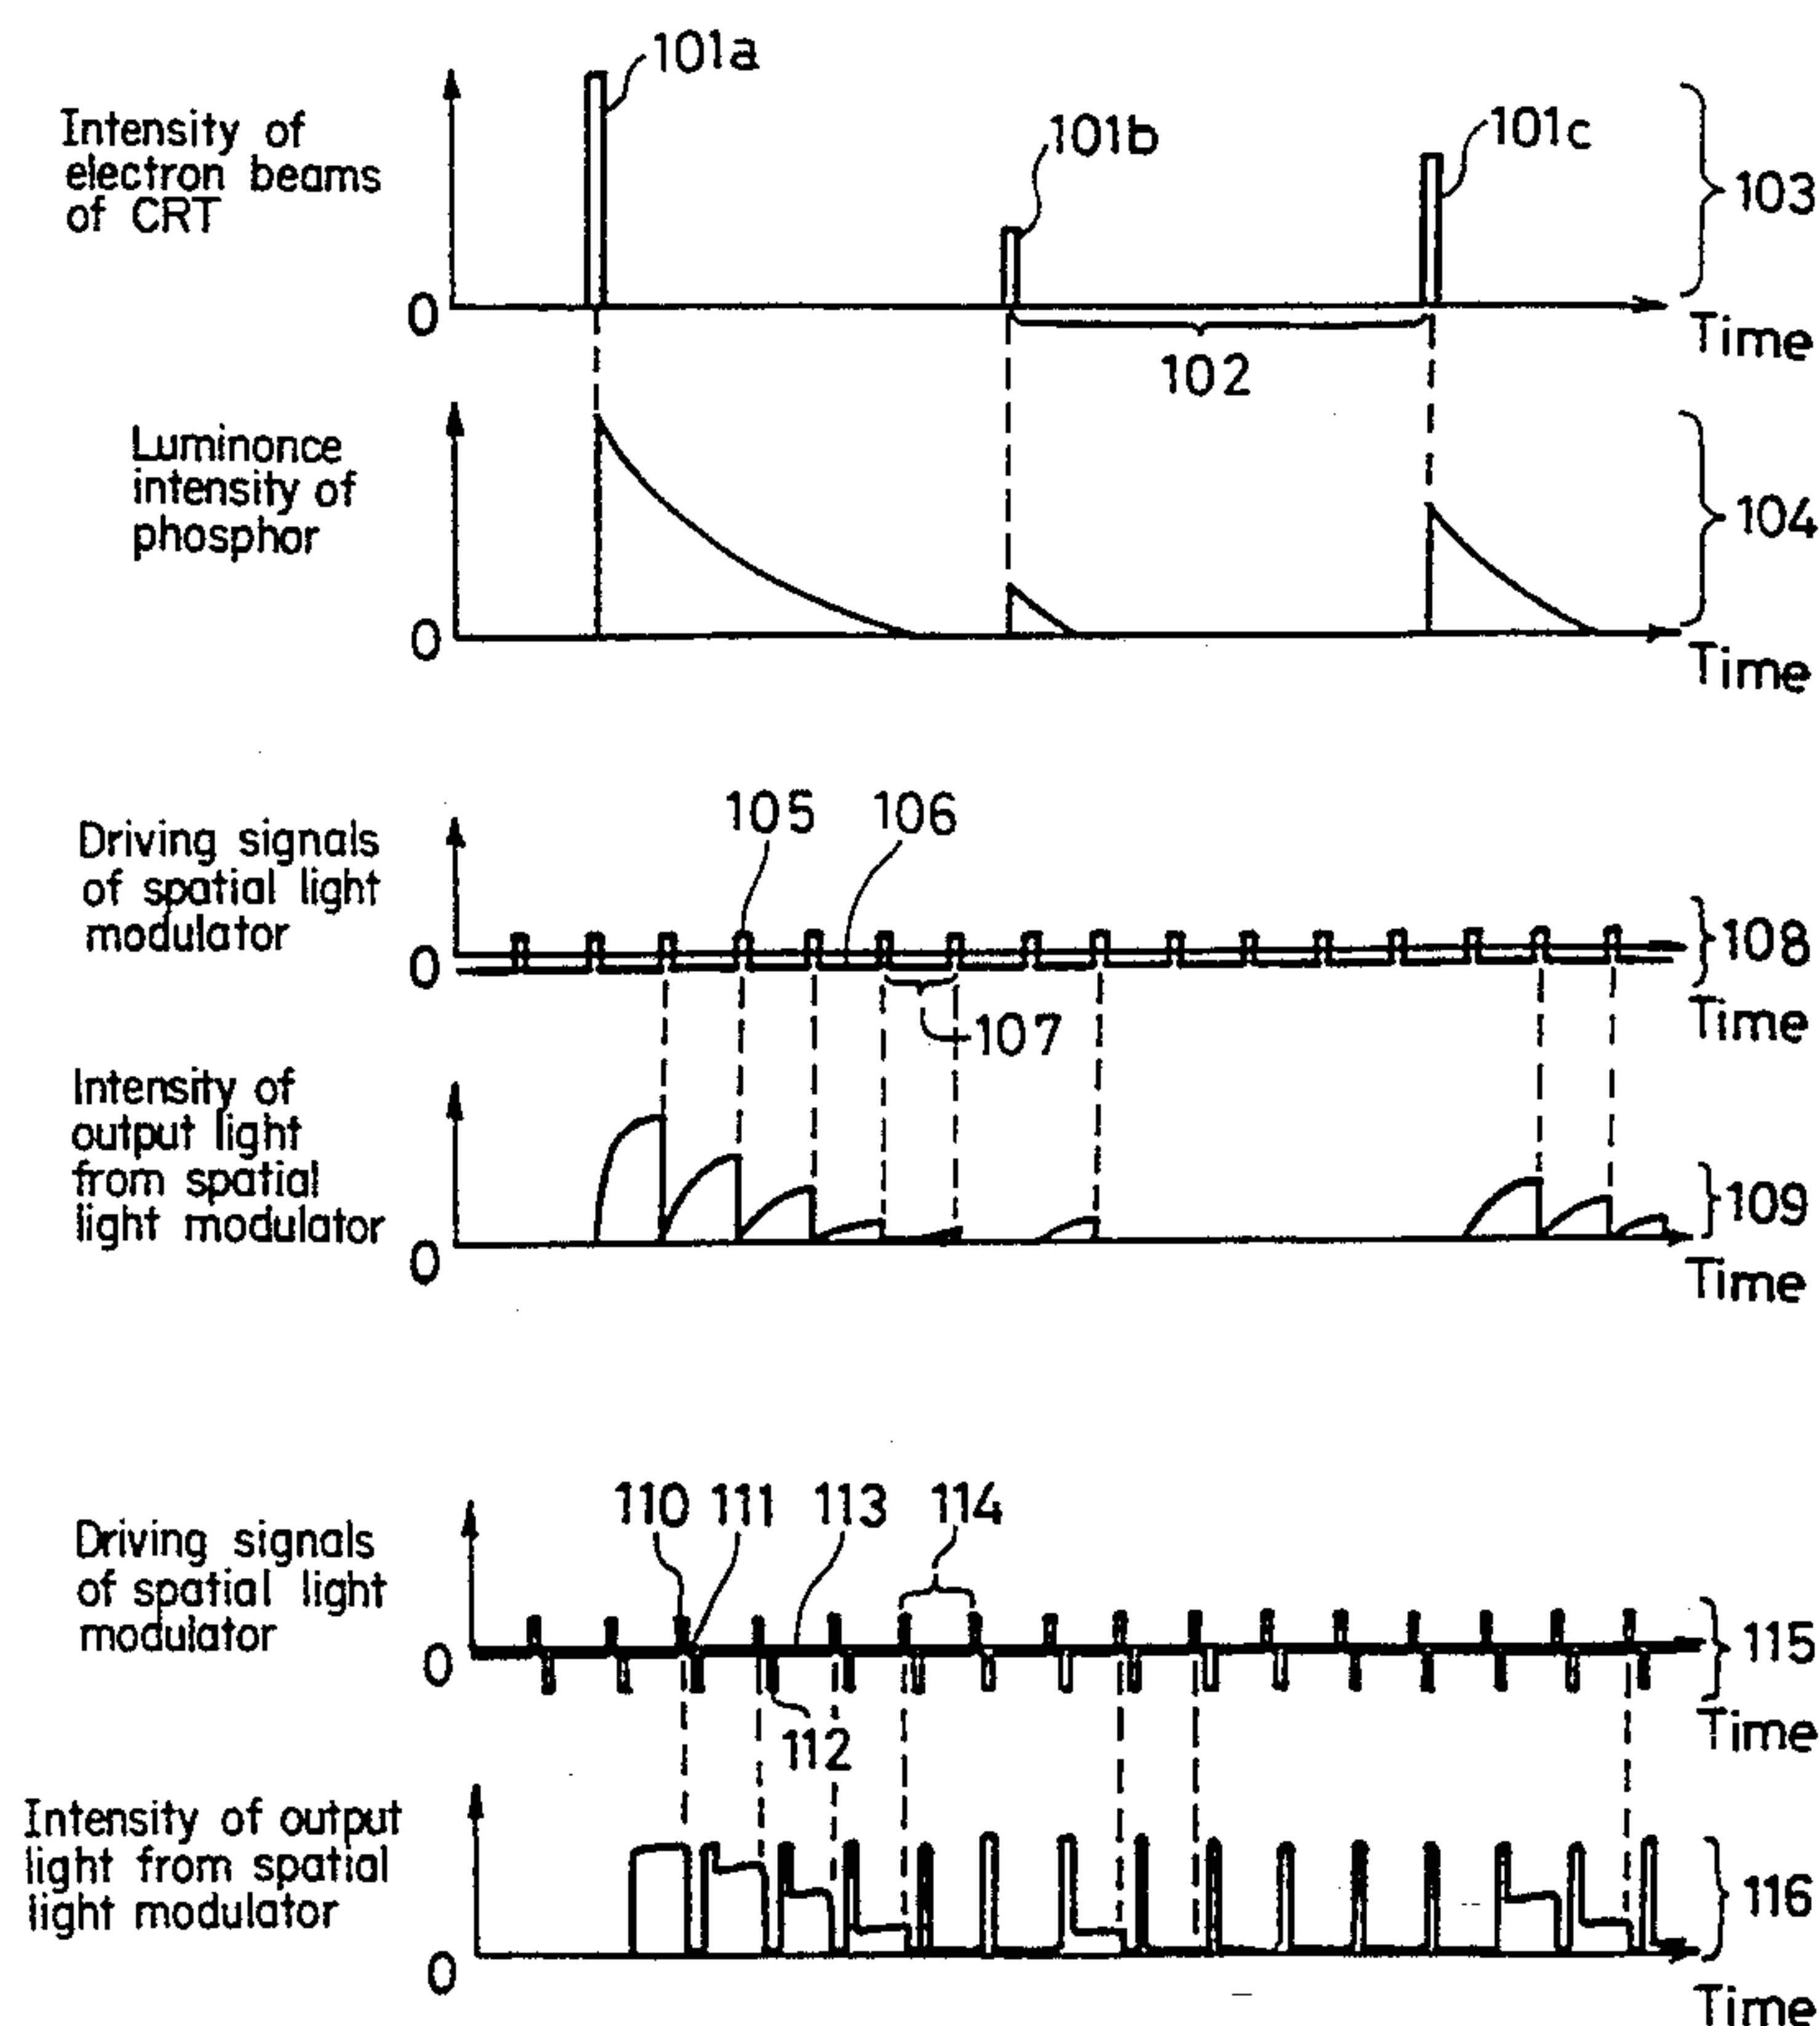 101a
Intensity of
electron beams
of CRT
101b
101c
103
0
Time
102
Luminonce
intensity of
phosphor
104
0
Time
105
106
Driving signals
of spatial light
modulator
0
108
Time
107
Intensity of
output light
from spatial
light modulator
109
0
Time
110
111
113
114
Driving signals
of spatial light
modulator
0
115
Time
112
Intensity of output
light from spatial
light modulator
116
0
Time